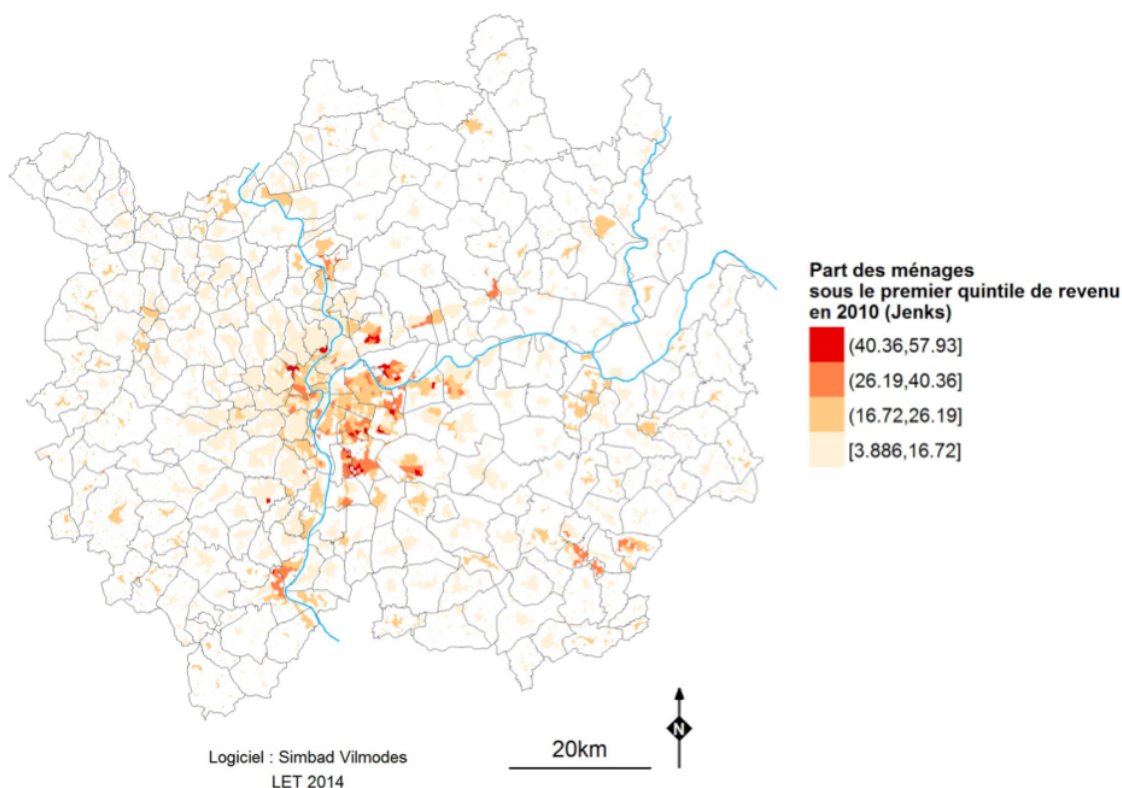 Part des ménages
sous le premier quintile de revenu
en 2010 (Jenks)
(40.36,57.93]
(26.19,40.36]
(16.72,26.19]
[3.886,16.72]
N
20km
Logiciel : Simbad Vilmodes
LET 2014